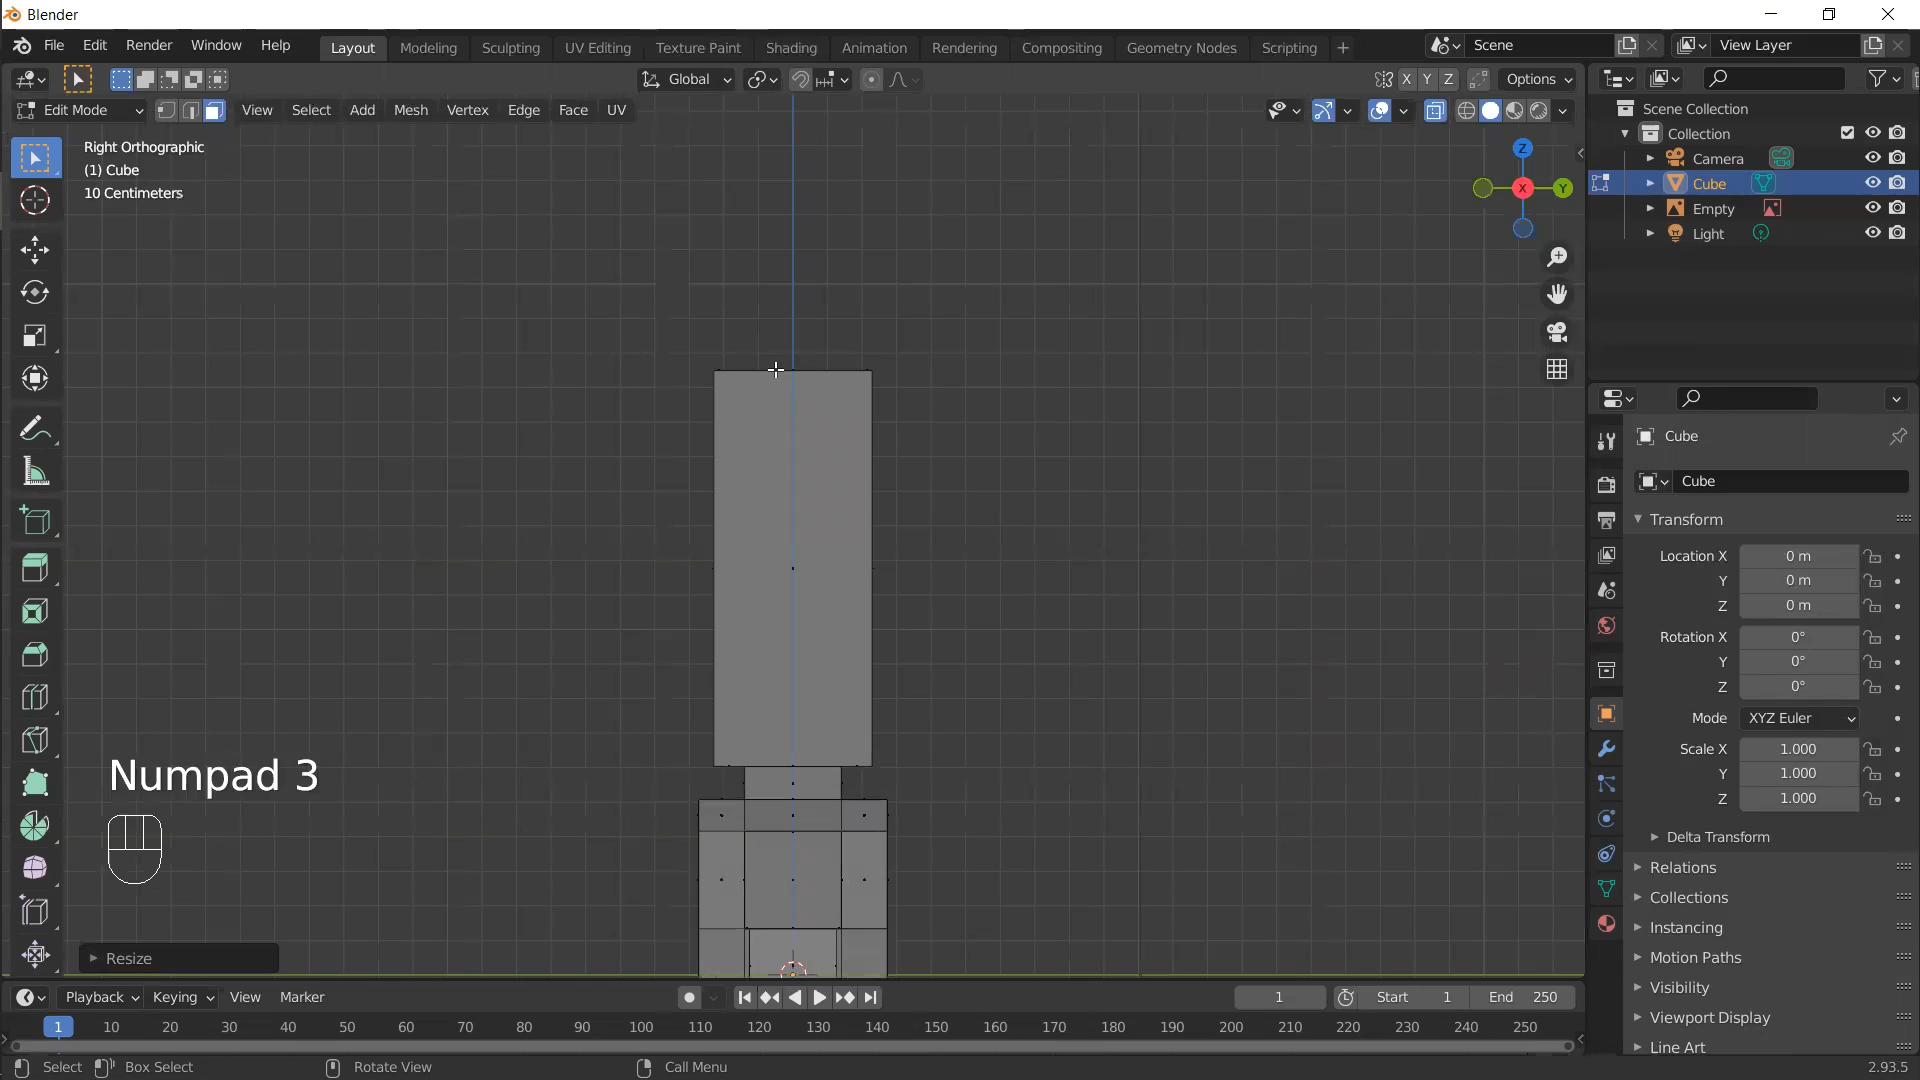 Blender
File Edit Render Window Help Layout Modeling Sculpting UV Editing Texture Paint Shading Animation Rendering Compositing Geometry Nodes Scripting + Scene View Layer
Global X Y Z Options
Edit Mode View Select Add Mesh Vertex Edge Face UV
Right Orthographic
(1) Cube
10 Centimeters
Z
X
Y
Scene Collection
Collection
Camera
Cube
Empty
Light
Cube
Cube
Transform
Location X 0 m
Y 0 m
Z 0 m
Rotation X 0°
Y 0°
Z 0°
Mode XYZ Euler
Scale X 1.000
Y 1.000
Z 1.000
Delta Transform
Relations
Collections
Instancing
Motion Paths
Visibility
Viewport Display
Line Art
Numpad 3
Resize
Playback Keying View Marker 1 Start 1 End 250
1 10 20 30 40 50 60 70 80 90 100 110 120 130 140 150 160 170 180 190 200 210 220 230 240 250
Select Box Select Rotate View Call Menu 2.93.5